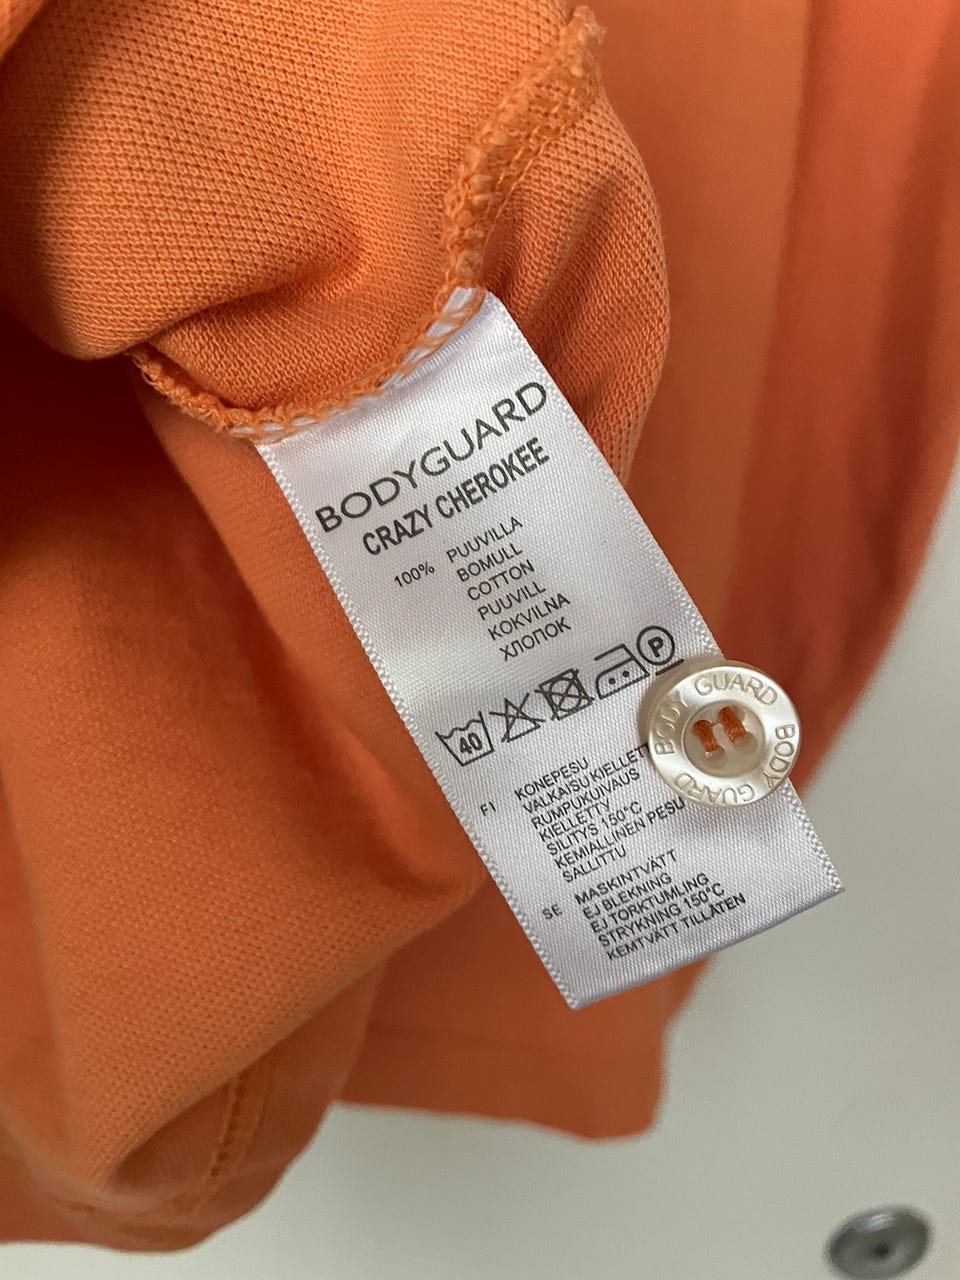 BODYGUARD
CRAZY CHEROKEE
100% PUUVILLA
BOMULL
COTTON
PUUVILL
KOKVILNA
ХЛОПОК
40
P
FI KONEPESU
VALKAISU KIELLET
RUMPUKUIVAUS
KIELLETTY
SILITYS 150°C
KEMIALLINEN PESU
SALLITTU
SE MASKINTVÄTT
EJ BLEKNING
EJ TORKTUMLING
STRYKNING 150°C
KEMTVÄTT TILLÅTEN
BODY GUARD BODY GUARD